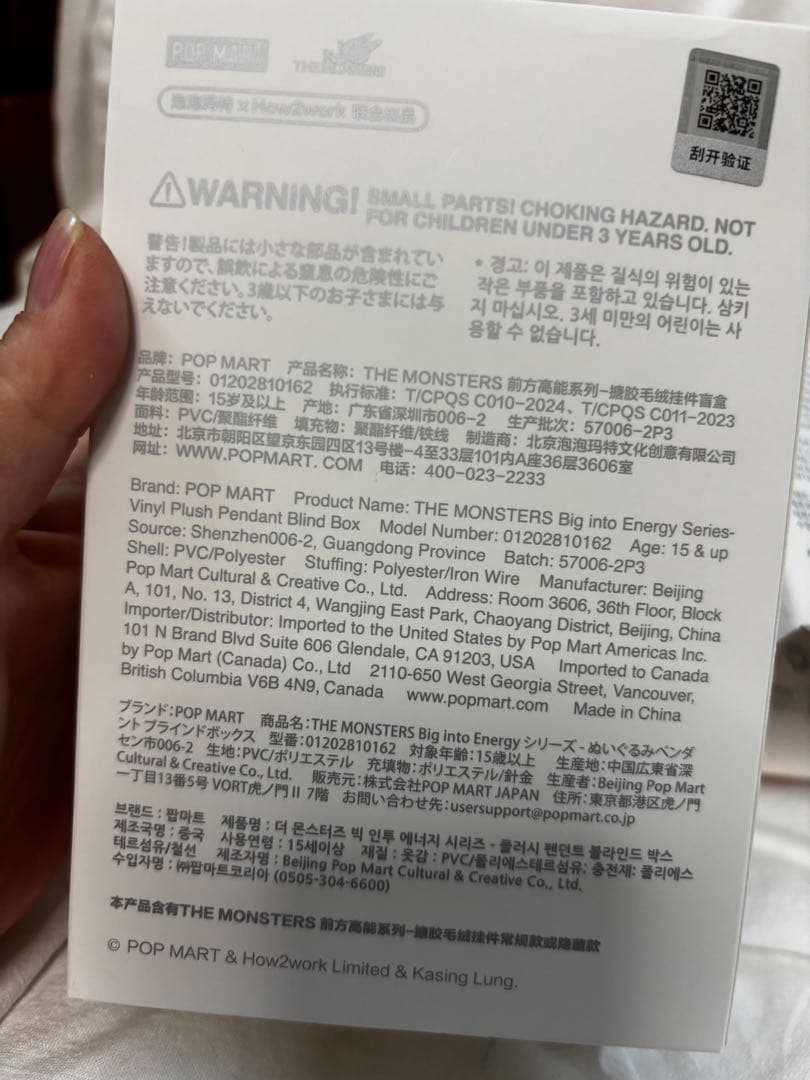 POP MART
THE MONSTERS
泡泡玛特 × How2work 联合出品
刮开验证
WARNING! SMALL PARTS! CHOKING HAZARD. NOT
FOR CHILDREN UNDER 3 YEARS OLD.
警告!製品には小さな部品が含まれてい
ますので、誤飲による窒息の危険性にご
注意ください。3歳以下のお子さまには与
えないでください。
* 경고: 이 제품은 질식의 위험이 있는
작은 부품을 포함하고 있습니다. 삼키
지 마십시오. 3세 미만의 어린이는 사
용할 수 없습니다.
品牌: POP MART 产品名称: THE MONSTERS 前方高能系列-搪胶毛绒挂件盲盒
产品型号: 01202810162 执行标准: T/CPQS C010-2024、T/CPQS C011-2023
年龄范围: 15岁及以上 产地: 广东省深圳市006-2 生产批次: 57006-2P3
面料: PVC/聚酯纤维 填充物: 聚酯纤维/铁线 制造商: 北京泡泡玛特文化创意有限公司
地址: 北京市朝阳区望京东园四区13号楼-4至33层101内A座36层3606室
网址: WWW.POPMART. COM 电话: 400-023-2233
Brand: POP MART Product Name: THE MONSTERS Big into Energy Series-
Vinyl Plush Pendant Blind Box Model Number: 01202810162 Age: 15 & up
Source: Shenzhen006-2, Guangdong Province Batch: 57006-2P3
Shell: PVC/Polyester Stuffing: Polyester/Iron Wire Manufacturer: Beijing
Pop Mart Cultural & Creative Co., Ltd. Address: Room 3606, 36th Floor, Block
A, 101, No. 13, District 4, Wangjing East Park, Chaoyang District, Beijing, China
Importer/Distributor: Imported to the United States by Pop Mart Americas Inc.
101 N Brand Blvd Suite 606 Glendale, CA 91203, USA Imported to Canada
by Pop Mart (Canada) Co., Ltd 2110-650 West Georgia Street, Vancouver,
British Columbia V6B 4N9, Canada www.popmart.com Made in China
ブランド:POP MART 商品名:THE MONSTERS Big into Energy シリーズ - ぬいぐるみペンダ
ント ブラインドボックス 型番:01202810162 対象年齢:15歳以上 生産地:中国広東省深
セン市006-2 生地:PVC/ポリエステル 充填物:ポリエステル/針金 生産者:Beijing Pop Mart
Cultural & Creative Co., Ltd. 販売元:株式会社POP MART JAPAN 住所:東京都港区虎ノ門
一丁目13番5号 VORT虎ノ門 II 7階 お問い合わせ先:usersupport@popmart.co.jp
브랜드 : 팝마트 제품명 : 더 몬스터즈 빅 인투 에너지 시리즈 - 플러시 펜던트 블라인드 박스
제조국명 : 중국 사용연령 : 15세이상 재질 : 옷감 : PVC/폴리에스테르섬유; 충전재: 폴리에스
테르섬유/철선 제조자명 : Beijing Pop Mart Cultural & Creative Co., Ltd.
수입자명 : ㈜팝마트코리아 (0505-304-6600)
本产品含有THE MONSTERS 前方高能系列-搪胶毛绒挂件常规款或隐藏款
© POP MART & How2work Limited & Kasing Lung.